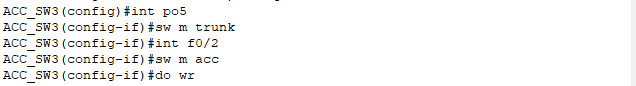 ACC_SW3(config)#int po5
ACC_SW3(config-if)#sw m trunk
ACC_SW3(config-if)#int f0/2
ACC_SW3(config-if)#sw m acc
ACC_SW3(config-if)#do wr